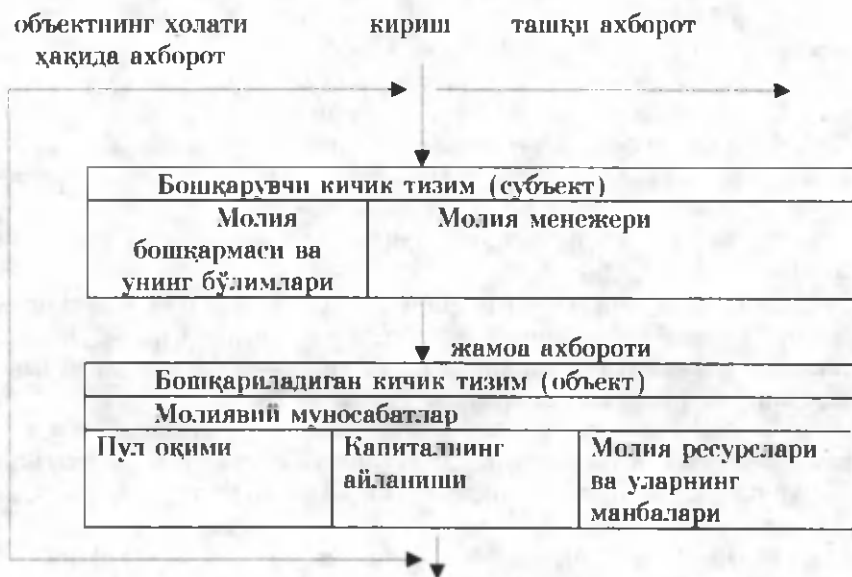 объектнинг ҳолати кириш ташқи ахборот
ҳақида ахборот
Бошқарувчи кичик тизим (субъект)
Молия Молия менежери
бошқармаси ва
унинг бўлимлари
жамоа ахбороти
Бошқариладиган кичик тизим (объект)
Молиявий муносабатлар
Пул оқими Капиталнинг Молия ресурслари
айланиши ва уларнинг
манбалари